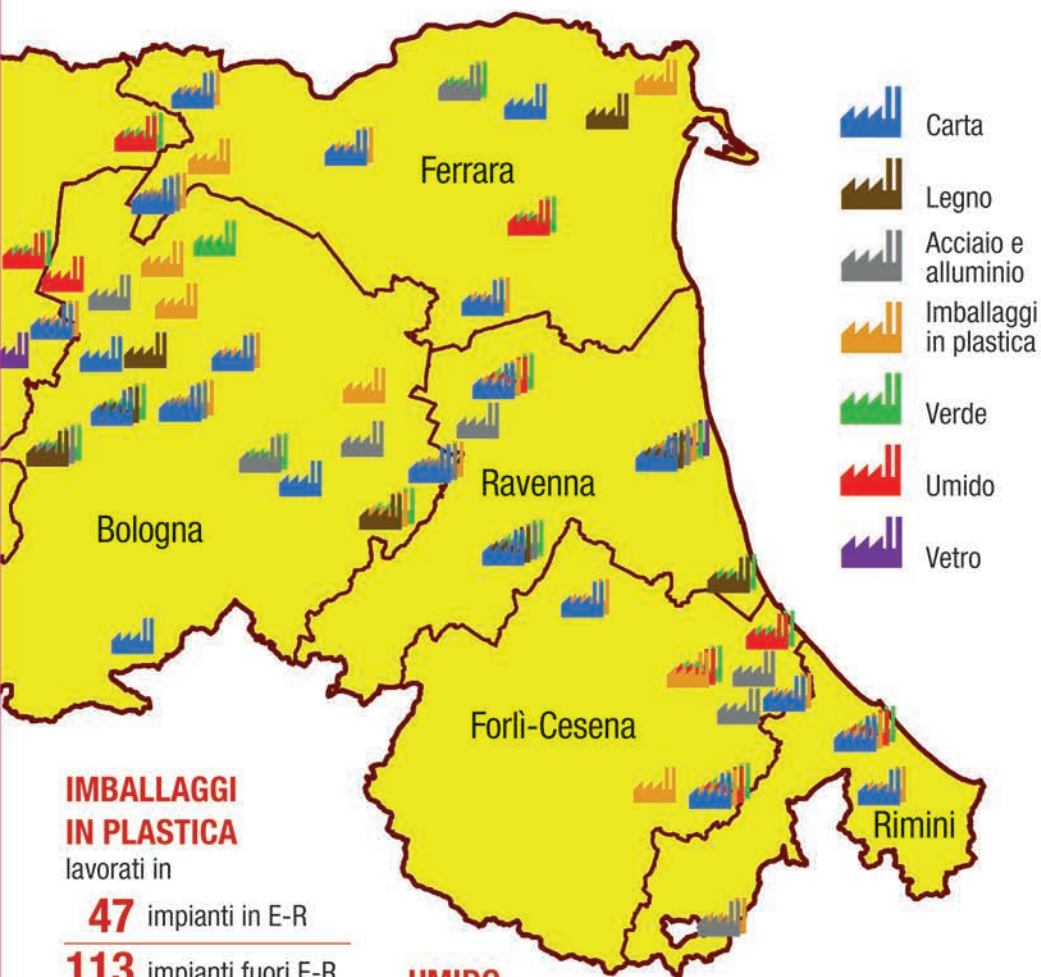 Ferrara
Ravenna
Bologna
Forlì-Cesena
Rimini
Carta
Legno
Acciaio e
alluminio
Imballaggi
in plastica
Verde
Umido
Vetro
IMBALLAGGI
IN PLASTICA
lavorati in
47 impianti in E-R
113 impianti fuori E-R
UMIDO